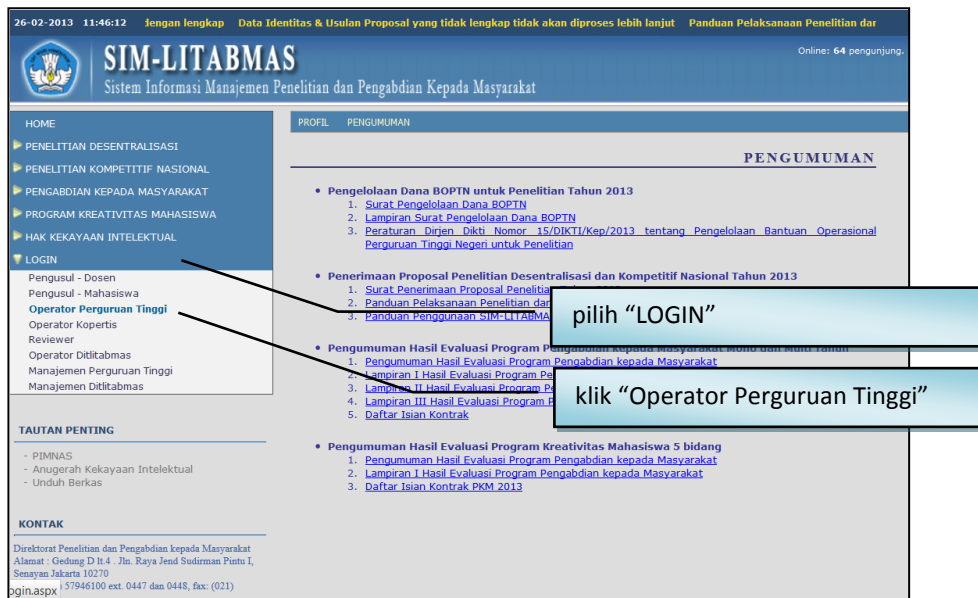 26-02-2013 11:46:12 dengan lengkap Data Identitas & Usulan Proposal yang tidak lengkap tidak akan diproses lebih lanjut Panduan Pelaksanaan Penelitian dar
SIM-LITABMAS
Online: 64 pengunjung.
Sistem Informasi Manajemen Penelitian dan Pengabdian Kepada Masyarakat
HOME
PENELITIAN DESENTRALISASI
PENELITIAN KOMPETITIF NASIONAL
PENGABDIAN KEPADA MASYARAKAT
PROGRAM KREATIVITAS MAHASISWA
HAK KEKAYAAN INTELEKTUAL
LOGIN
Pengusul - Dosen
Pengusul - Mahasiswa
Operator Perguruan Tinggi
Operator Kopertis
Reviewer
Operator Ditlitabmas
Manajemen Perguruan Tinggi
Manajemen Ditlitabmas
TAUTAN PENTING
- PIMNAS
- Anugerah Kekayaan Intelektual
- Unduh Berkas
KONTAK
Direktorat Penelitian dan Pengabdian kepada Masyarakat
Alamat : Gedung D lt.4 . Jln. Raya Jend Sudirman Pintu I,
Senayan Jakarta 10270
57946100 ext. 0447 dan 0448, fax: (021)
ogin.aspx
PROFIL PENGUMUMAN
PENGUMUMAN
• Pengelolaan Dana BOPTN untuk Penelitian Tahun 2013
1. Surat Pengelolaan Dana BOPTN
2. Lampiran Surat Pengelolaan Dana BOPTN
3. Peraturan Dirjen Dikti Nomor 15/DIKTI/Kep/2013 tentang Pengelolaan Bantuan Operasional
Perguruan Tinggi Negeri untuk Penelitian
• Penerimaan Proposal Penelitian Desentralisasi dan Kompetitif Nasional Tahun 2013
1. Surat Penerimaan Proposal Penelitian
2. Panduan Pelaksanaan Penelitian dan
3. Panduan Penggunaan SIM-LITABMA
pilih “LOGIN”
• Pengumuman Hasil Evaluasi Program Pengabdian kepada Masyarakat Mono dan Multi Tahun
1. Pengumuman Hasil Evaluasi Program Pengabdian kepada Masyarakat
2. Lampiran I Hasil Evaluasi Program Pe
3. Lampiran II Hasil Evaluasi Program Pe
4. Lampiran III Hasil Evaluasi Program P
5. Daftar Isian Kontrak
klik “Operator Perguruan Tinggi”
• Pengumuman Hasil Evaluasi Program Kreativitas Mahasiswa 5 bidang
1. Pengumuman Hasil Evaluasi Program Pengabdian kepada Masyarakat
2. Lampiran I Hasil Evaluasi Program Pengabdian kepada Masyarakat
3. Daftar Isian Kontrak PKM 2013